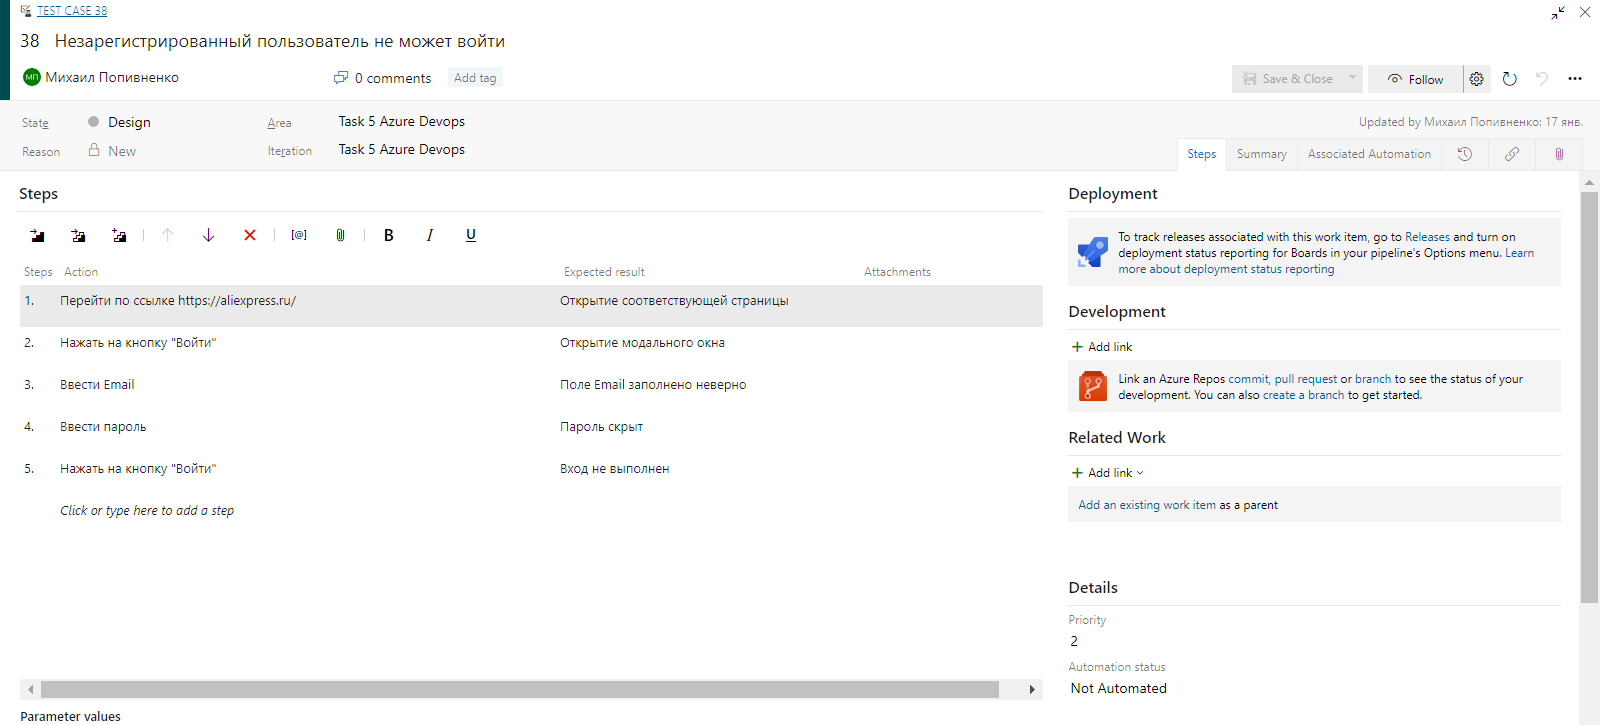 TEST CASE 38
38 Незарегистрированный пользователь не может войти
МП Михаил Попивненко
0 comments
Add tag
Save & Close
Follow
State
Design
Area
Task 5 Azure Devops
Updated by Михаил Попивненко: 17 янв.
Reason
New
Iteration
Task 5 Azure Devops
Steps
Summary
Associated Automation
Steps
[@]
B
I
U
Steps Action Expected result Attachments
1. Перейти по ссылке https://aliexpress.ru/ Открытие соответствующей страницы
2. Нажать на кнопку "Войти" Открытие модального окна
3. Ввести Email Поле Email заполнено неверно
4. Ввести пароль Пароль скрыт
5. Нажать на кнопку "Войти" Вход не выполнен
Click or type here to add a step
Parameter values
Deployment
To track releases associated with this work item, go to Releases and turn on
deployment status reporting for Boards in your pipeline's Options menu. Learn
more about deployment status reporting
Development
+ Add link
Link an Azure Repos commit, pull request or branch to see the status of your
development. You can also create a branch to get started.
Related Work
+ Add link
Add an existing work item as a parent
Details
Priority
2
Automation status
Not Automated